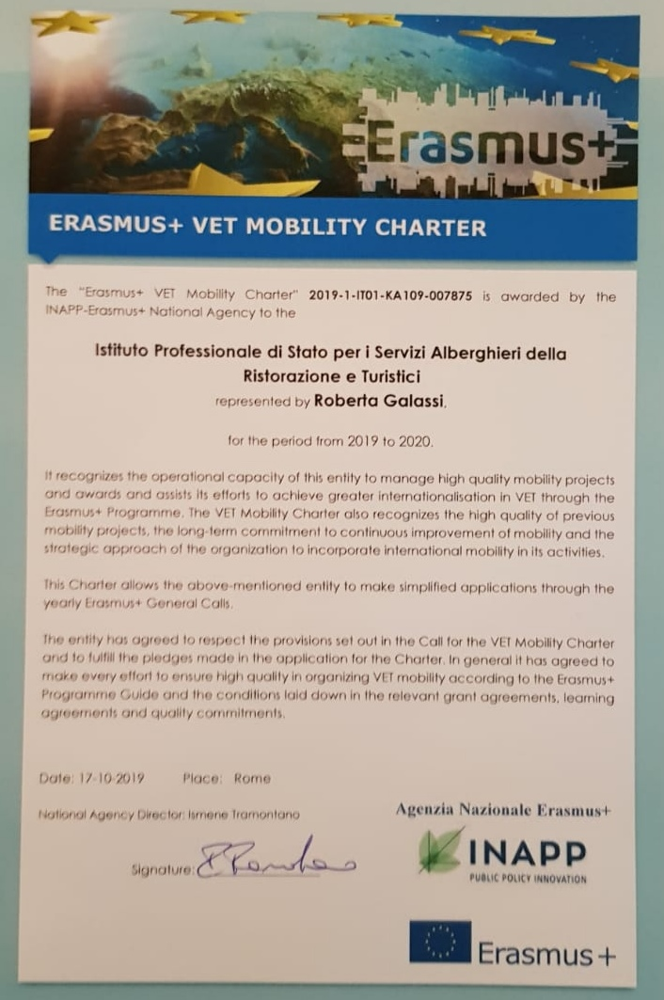 Erasmus+
ERASMUS+ VET MOBILITY CHARTER
The "Erasmus+ VET Mobility Charter" 2019-1-IT01-KA109-007875 is awarded by the
INAPP-Erasmus+ National Agency to the
Istituto Professionale di Stato per i Servizi Alberghieri della
Ristorazione e Turistici
represented by Roberta Galassi,
for the period from 2019 to 2020.
It recognizes the operational capacity of this entity to manage high quality mobility projects
and awards and assists its efforts to achieve greater internationalisation in VET through the
Erasmus+ Programme. The VET Mobility Charter also recognizes the high quality of previous
mobility projects, the long-term commitment to continuous improvement of mobility and the
strategic approach of the organization to incorporate international mobility in its activities.
This Charter allows the above-mentioned entity to make simplified applications through the
yearly Erasmus+ General Calls.
The entity has agreed to respect the provisions set out in the Call for the VET Mobility Charter
and to fulfill the pledges made in the application for the Charter. In general it has agreed to
make every effort to ensure high quality in organizing VET mobility according to the Erasmus+
Programme Guide and the conditions laid down in the relevant grant agreements, learning
agreements and quality commitments.
Date: 17-10-2019 Place: Rome
National Agency Director: Ismene Tramontano
Signature:
Agenzia Nazionale Erasmus+
INAPP
PUBLIC POLICY INNOVATION
Erasmus+